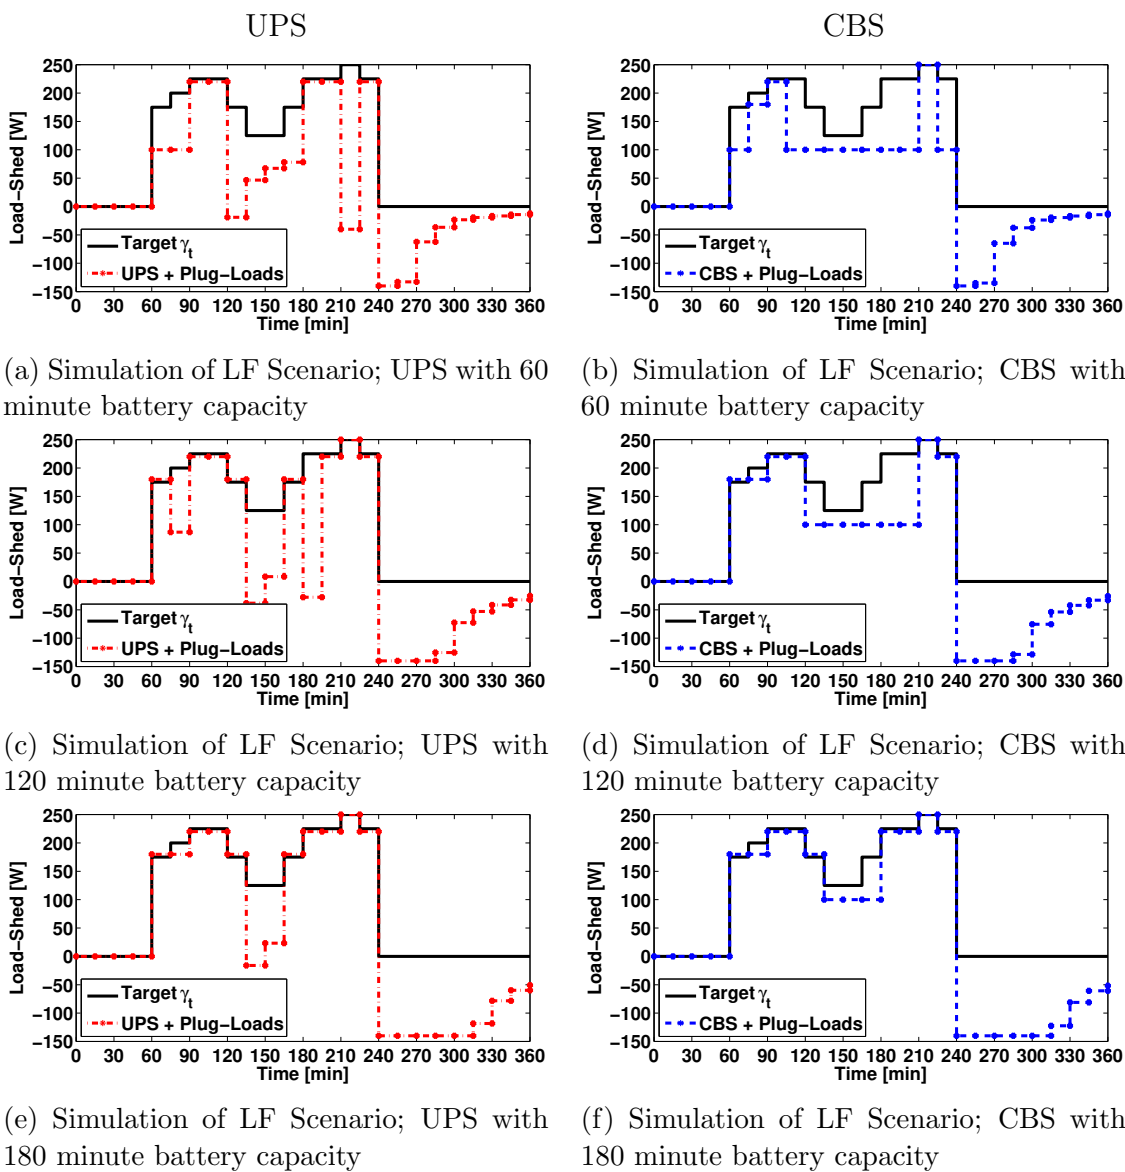 UPS CBS
250
200
150
100
50
0
−50
−100
−150
Load−Shed [W]
Target γt
UPS + Plug−Loads
0 30 60 90 120 150 180 210 240 270 300 330 360
Time [min]
250
200
150
100
50
0
−50
−100
−150
Load−Shed [W]
Target γt
CBS + Plug−Loads
0 30 60 90 120 150 180 210 240 270 300 330 360
Time [min]
(a) Simulation of LF Scenario; UPS with 60
minute battery capacity
(b) Simulation of LF Scenario; CBS with
60 minute battery capacity
250
200
150
100
50
0
−50
−100
−150
Load−Shed [W]
Target γt
UPS + Plug−Loads
0 30 60 90 120 150 180 210 240 270 300 330 360
Time [min]
250
200
150
100
50
0
−50
−100
−150
Load−Shed [W]
Target γt
CBS + Plug−Loads
0 30 60 90 120 150 180 210 240 270 300 330 360
Time [min]
(c) Simulation of LF Scenario; UPS with
120 minute battery capacity
(d) Simulation of LF Scenario; CBS with
120 minute battery capacity
250
200
150
100
50
0
−50
−100
−150
Load−Shed [W]
Target γt
UPS + Plug−Loads
0 30 60 90 120 150 180 210 240 270 300 330 360
Time [min]
250
200
150
100
50
0
−50
−100
−150
Load−Shed [W]
Target γt
CBS + Plug−Loads
0 30 60 90 120 150 180 210 240 270 300 330 360
Time [min]
(e) Simulation of LF Scenario; UPS with
180 minute battery capacity
(f) Simulation of LF Scenario; CBS with
180 minute battery capacity